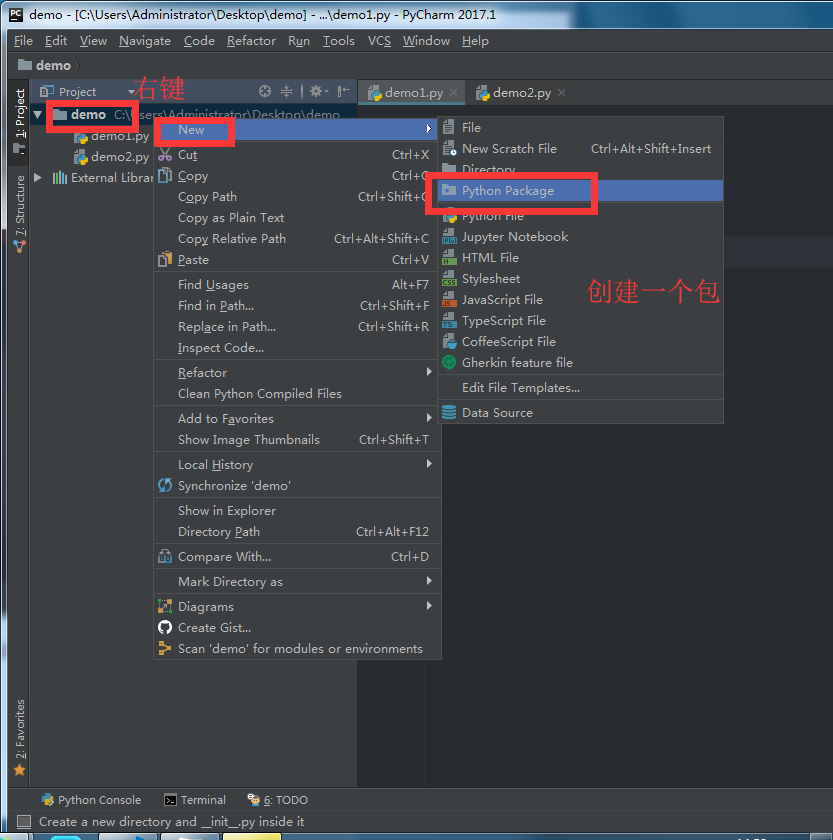 demo - [C:\Users\Administrator\Desktop\demo] - ...\demo1.py - PyCharm 2017.1
File Edit View Navigate Code Refactor Run Tools VCS Window Help
demo
Project 右键 demo1.py demo2.py
demo C:\Users\Administrator\Desktop\demo
demo1.py
demo2.py
External Librar
1: Project
7: Structure
2: Favorites
New
Cut Ctrl+X
Copy Ctrl+C
Copy Path Ctrl+Shift+C
Copy as Plain Text
Copy Relative Path Ctrl+Alt+Shift+C
Paste Ctrl+V
Find Usages Alt+F7
Find in Path... Ctrl+Shift+F
Replace in Path... Ctrl+Shift+R
Inspect Code...
Refactor
Clean Python Compiled Files
Add to Favorites
Show Image Thumbnails Ctrl+Shift+T
Local History
Synchronize 'demo'
Show in Explorer
Directory Path Ctrl+Alt+F12
Compare With... Ctrl+D
Mark Directory as
Diagrams
Create Gist...
Scan 'demo' for modules or environments
File
New Scratch File Ctrl+Alt+Shift+Insert
Directory
Python Package
Python File
Jupyter Notebook
HTML File
Stylesheet
创建一个包
JavaScript File
TypeScript File
CoffeeScript File
Gherkin feature file
Edit File Templates...
Data Source
Python Console Terminal 6: TODO
Create a new directory and __init__.py inside it